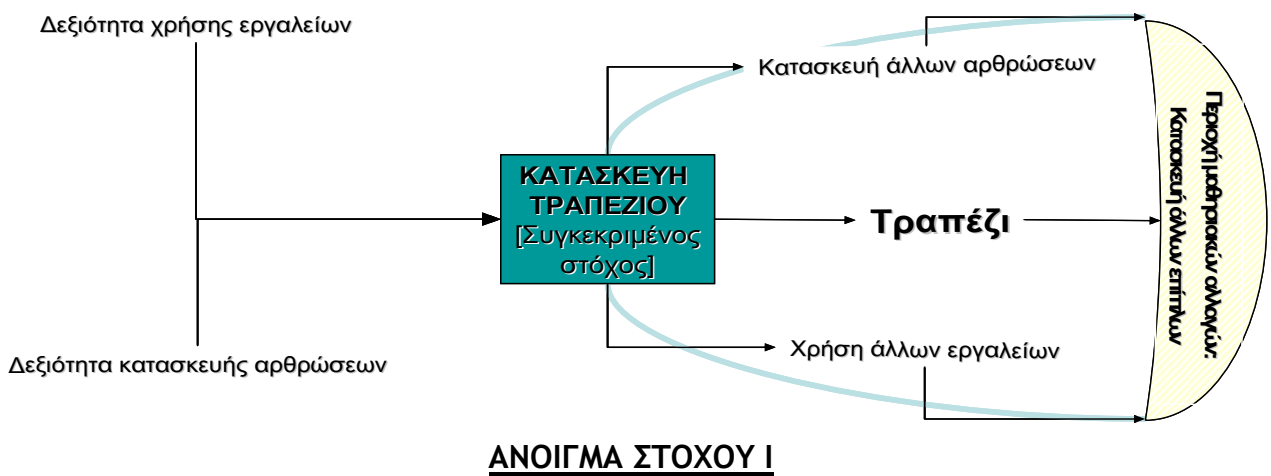 Δεξιότητα χρήσης εργαλείων
Κατασκευή άλλων αρθρώσεων
ΚΑΤΑΣΚΕΥΗ
ΤΡΑΠΕΖΙΟΥ
[Συγκεκριμένος
στόχος]
Τραπέζι
Περιοχή μαθησιακών αλλαγών:
Κατασκευή άλλων επίπλων
Χρήση άλλων εργαλείων
Δεξιότητα κατασκευής αρθρώσεων
ΑΝΟΙΓΜΑ ΣΤΟΧΟΥ Ι